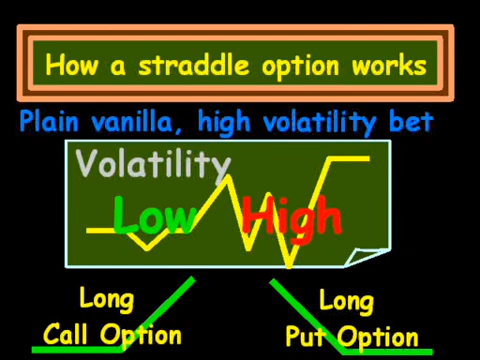 How a straddle option works
Plain vanilla, high volatility bet
Volatility
Low High
Long
Call Option
Long
Put Option